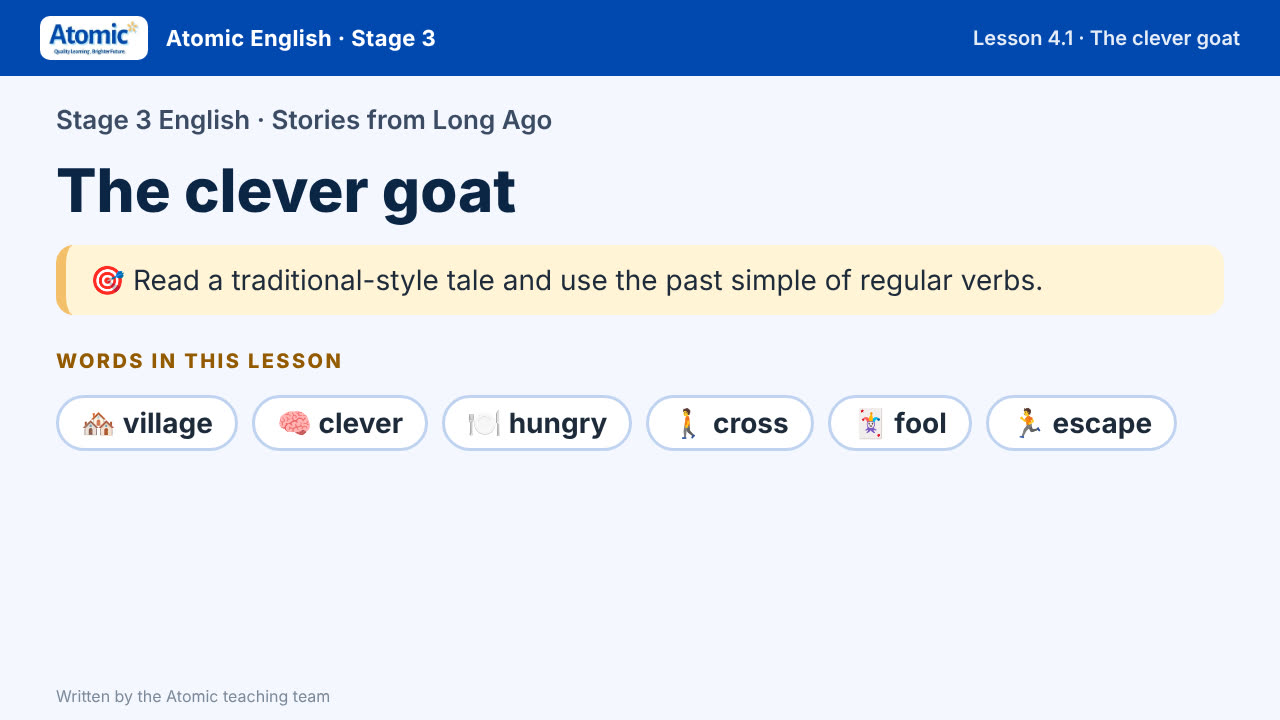 Atomic
Quality Learning. Brighter Future.
Atomic English · Stage 3
Lesson 4.1 · The clever goat
Stage 3 English · Stories from Long Ago
The clever goat
Read a traditional-style tale and use the past simple of regular verbs.
WORDS IN THIS LESSON
village clever hungry cross fool escape
Written by the Atomic teaching team